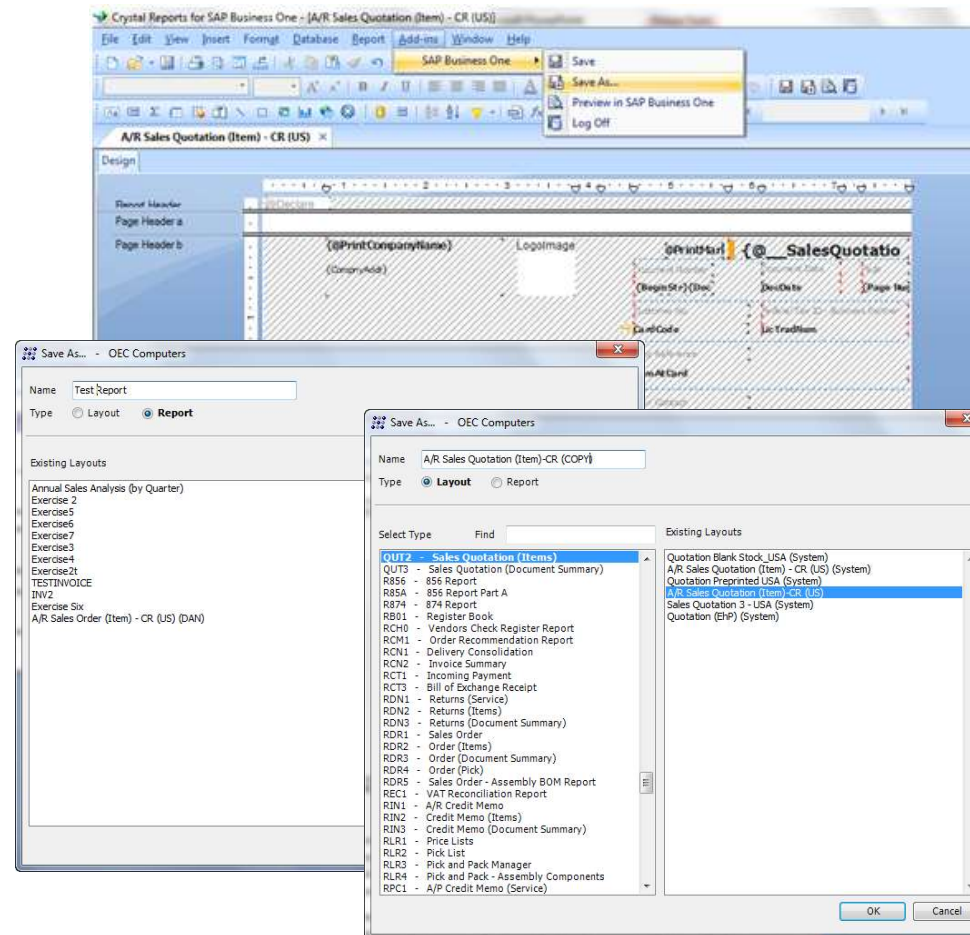 Crystal Reports for SAP Business One - [A/R Sales Quotation (Item) - CR (US)]
File Edit View Insert Format Database Report Add-ins Window Help
SAP Business One
Save
Save As...
Preview in SAP Business One
Log Off
A/R Sales Quotation (Item) - CR (US)
Design
Report Header
Page Header a
Page Header b
{@PrintCompanyName}
LogoImage
{@__SalesQuotatio
{CompnyAddr}
{BeginStr}{Doc
DocDate
CardCode
LicTradNum
Save As... - OEC Computers
Name Test Report
Type Layout Report
Existing Layouts
Annual Sales Analysis (by Quarter)
Exercise 2
Exercise5
Exercise6
Exercise7
Exercise3
Exercise4
Exercise2t
TESTINVOICE
INV2
Exercise Six
A/R Sales Order (Item) - CR (US) (DAN)
Save As... - OEC Computers
Name A/R Sales Quotation (Item)-CR (COPY)
Type Layout Report
Select Type Find
QUT2 - Sales Quotation (Items)
QUT3 - Sales Quotation (Document Summary)
R856 - 856 Report
R85A - 856 Report Part A
R874 - 874 Report
RB01 - Register Book
RCH0 - Vendors Check Register Report
RCM1 - Order Recommendation Report
RCN1 - Delivery Consolidation
RCN2 - Invoice Summary
RCT1 - Incoming Payment
RCT3 - Bill of Exchange Receipt
RDN1 - Returns (Service)
RDN2 - Returns (Items)
RDN3 - Returns (Document Summary)
RDR1 - Sales Order
RDR2 - Order (Items)
RDR3 - Order (Document Summary)
RDR4 - Order (Pick)
RDR5 - Sales Order - Assembly BOM Report
REC1 - VAT Reconciliation Report
RIN1 - A/R Credit Memo
RIN2 - Credit Memo (Items)
RIN3 - Credit Memo (Document Summary)
RLR1 - Price Lists
RLR2 - Pick List
RLR3 - Pick and Pack Manager
RLR4 - Pick and Pack - Assembly Components
RPC1 - A/P Credit Memo (Service)
Existing Layouts
Quotation Blank Stock_USA (System)
A/R Sales Quotation (Item) - CR (US) (System)
Quotation Preprinted USA (System)
A/R Sales Quotation (Item)-CR (US)
Sales Quotation 3 - USA (System)
Quotation (EhP) (System)
OK Cancel